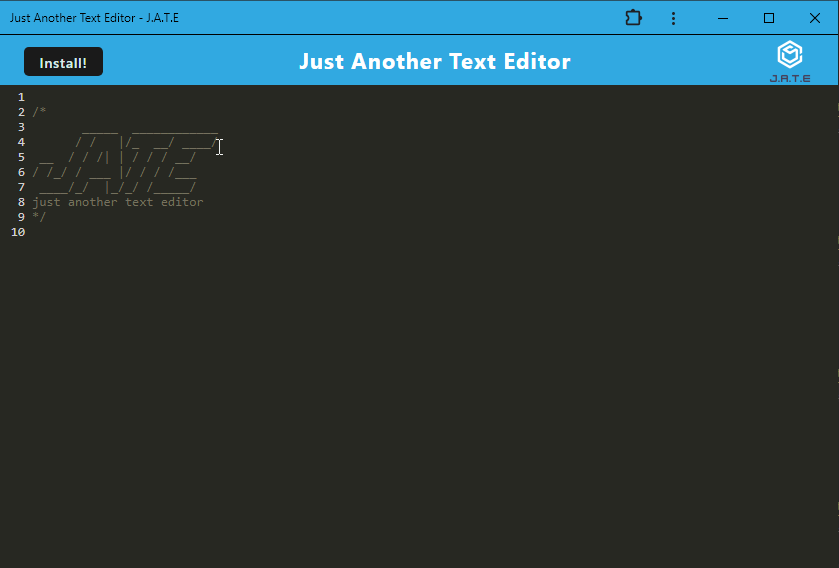 Just Another Text Editor - J.A.T.E
Install!
Just Another Text Editor
J.A.T.E
1
2 /*
3        _____  ____________
4       / /   |/_  __/ ____/
5  __  / / /| | / / / __/
6 / /_/ / ___ |/ / / /___
7  ____/_/  |_/_/ /_____/
8 just another text editor
9 */
10